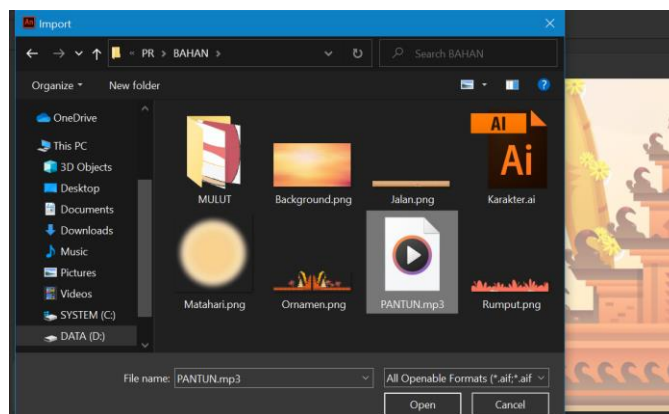 An Import
PR > BAHAN >
Search BAHAN
Organize
New folder
OneDrive
This PC
3D Objects
Desktop
Documents
Downloads
Music
Pictures
Videos
SYSTEM (C:)
DATA (D:)
AI
Ai
MULUT
Background.png
Jalan.png
Karakter.ai
Matahari.png
Ornamen.png
PANTUN.mp3
Rumput.png
File name: PANTUN.mp3
All Openable Formats (*.aif;*.aif
Open
Cancel